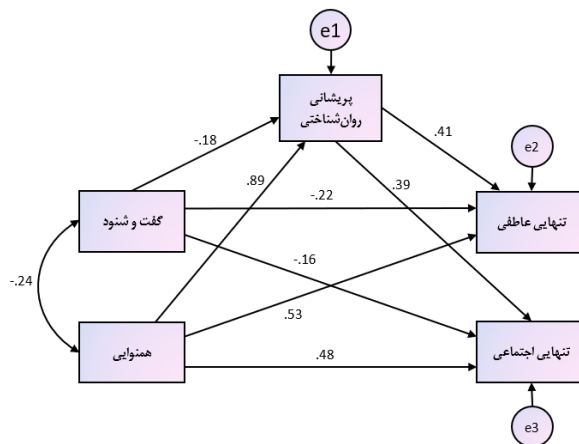 e1
پریشانی
روان‌شناختی
-.18
.41
e2
.89
.39
-.22
گفت و شنود
تنهایی عاطفی
-.24
-.16
.53
همنوایی
.48
تنهایی اجتماعی
e3